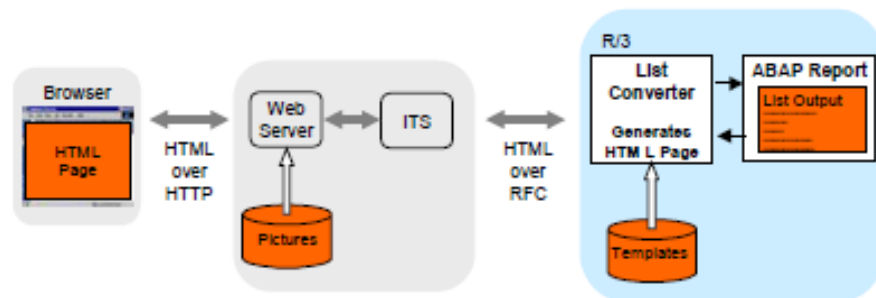 R/3
Browser
HTML
Page
HTML
over
HTTP
Web
Server
ITS
Pictures
HTML
over
RFC
List
Converter
Generates
HTML Page
ABAP Report
List Output
Templates